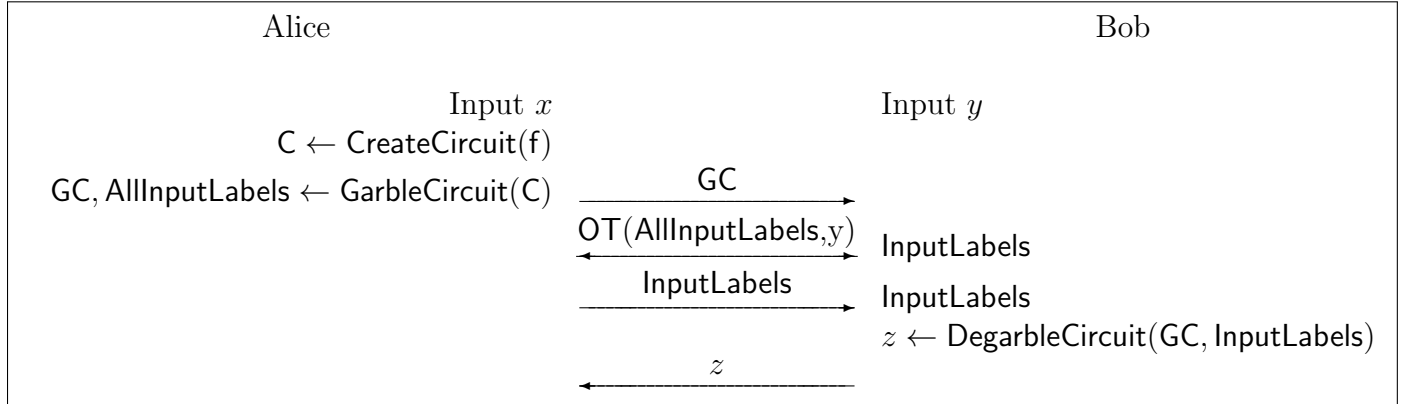 Alice Bob
Input x Input y
C ← CreateCircuit(f)
GC, AllInputLabels ← GarbleCircuit(C) GC
OT(AllInputLabels,y) InputLabels
InputLabels InputLabels
z ← DegarbleCircuit(GC, InputLabels)
z